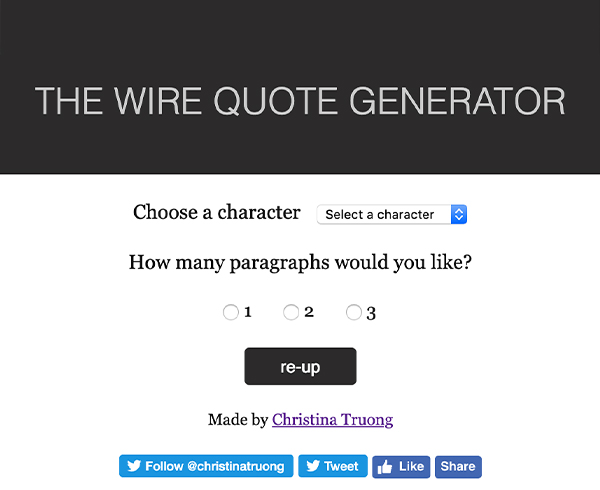 THE WIRE QUOTE GENERATOR
Choose a character Select a character
How many paragraphs would you like?
1 2 3
re-up
Made by Christina Truong
Follow @christinatruong Tweet Like Share